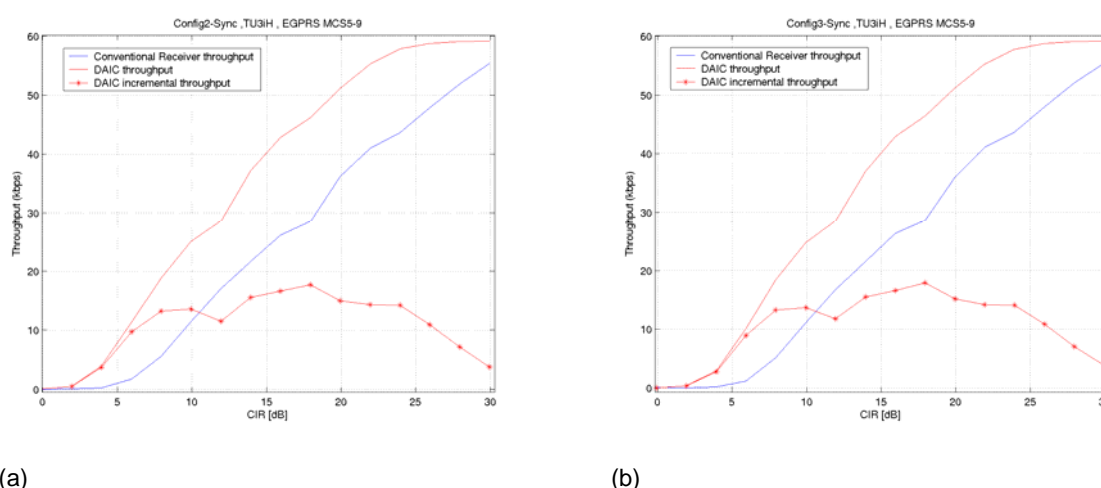 Config2-Sync ,TU3iH , EGPRS MCS5-9
60
50
40
30
20
10
0
Throughput (kbps)
Conventional Receiver throughput
DAIC throughput
DAIC incremental throughput
0 5 10 15 20 25 30
CIR [dB]
(a)
Config3-Sync ,TU3iH , EGPRS MCS5-9
60
50
40
30
20
10
0
Throughput (kbps)
Conventional Receiver throughput
DAIC throughput
DAIC incremental throughput
0 5 10 15 20 25
CIR [dB]
(b)